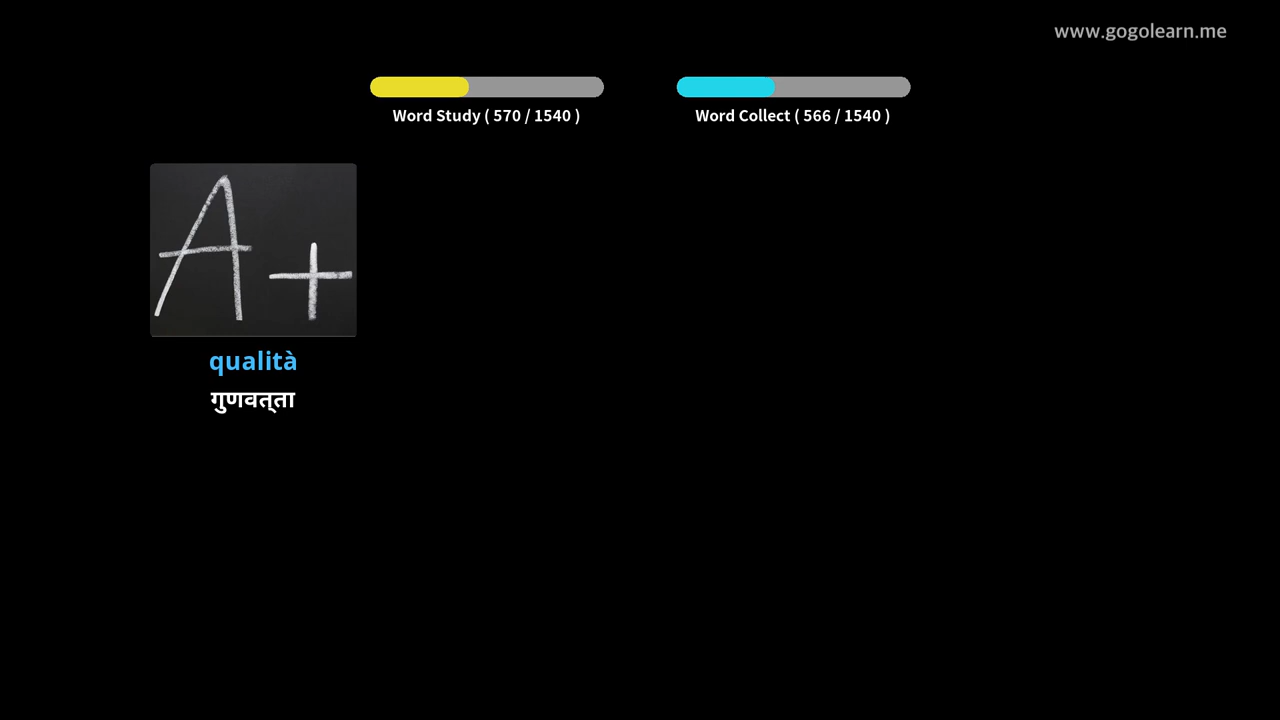 www.gogolearn.me
Word Study ( 570 / 1540 )
Word Collect ( 566 / 1540 )
A+
qualità
गुणवत्ता